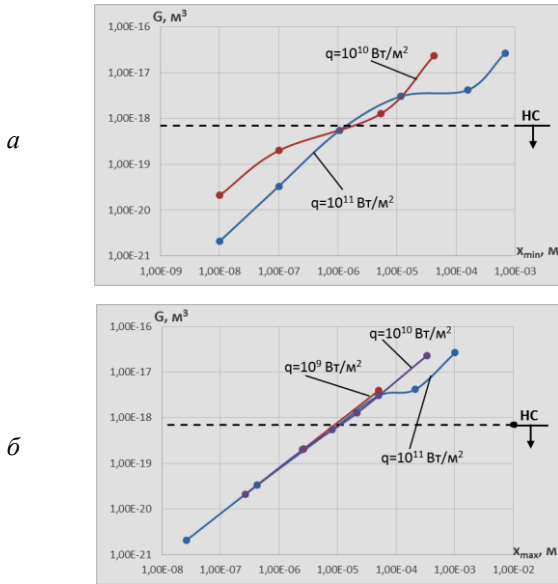 G, м³
1,00E-16
q=10¹⁰ Вт/м²
1,00E-17
а
1,00E-18
НС
1,00E-19
q=10¹¹ Вт/м²
1,00E-20
1,00E-21
xmin, м
1,00E-09 1,00E-08 1,00E-07 1,00E-06 1,00E-05 1,00E-04 1,00E-03
G, м³
1,00E-16
q=10¹⁰ Вт/м²
q=10⁹ Вт/м²
1,00E-17
б
1,00E-18
НС
q=10¹¹ Вт/м²
1,00E-19
1,00E-20
1,00E-21
xmax, м
1,00E-08 1,00E-07 1,00E-06 1,00E-05 1,00E-04 1,00E-03 1,00E-02